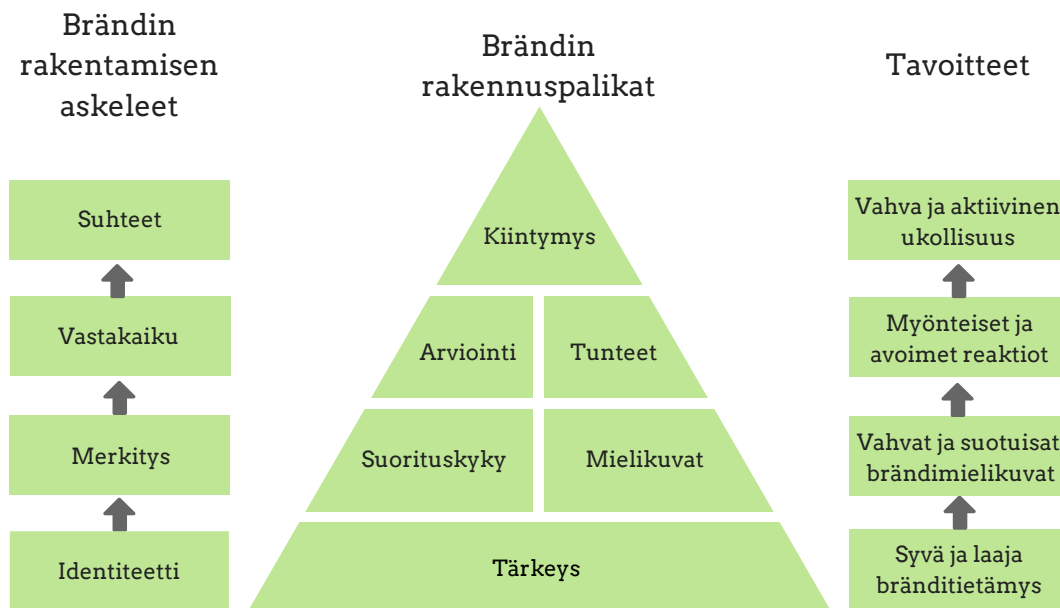 Brändin
rakentamisen
askeleet
Suhteet
Vastakaiku
Merkitys
Identiteetti
Brändin
rakennuspalikat
Kiintymys
Arviointi
Tunteet
Suorituskyky
Mielikuvat
Tärkeys
Tavoitteet
Vahva ja aktiivinen
ukollisuus
Myönteiset ja
avoimet reaktiot
Vahvat ja suotuisat
brändimielikuvat
Syvä ja laaja
bränditietämys